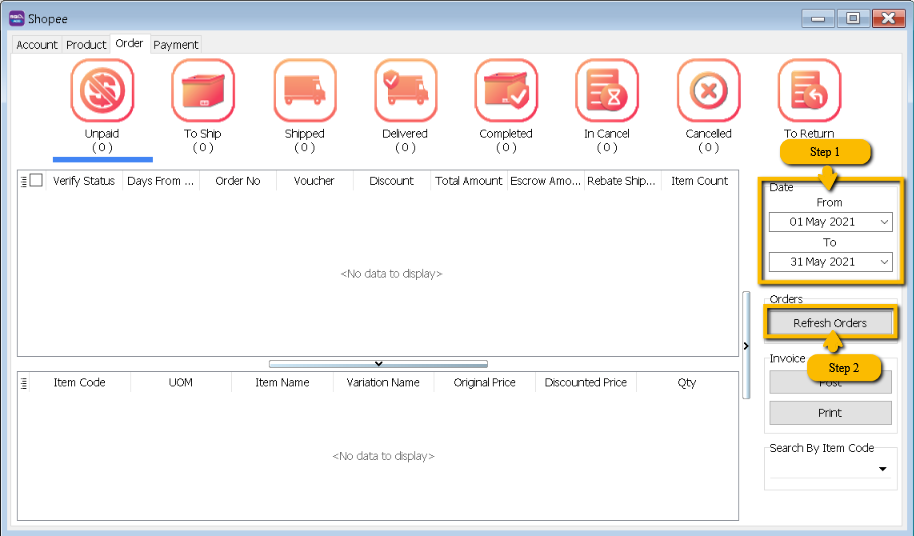 Shopee
Account Product Order Payment
Unpaid To Ship Shipped Delivered Completed In Cancel Cancelled To Return
( 0 ) ( 0 ) ( 0 ) ( 0 ) ( 0 ) ( 0 ) ( 0 )
Step 1
Verify Status Days From ... Order No Voucher Discount Total Amount Escrow Amo... Rebate Ship... Item Count
<No data to display>
Date
From
01 May 2021
To
31 May 2021
Orders
Refresh Orders
Invoice
Step 2
Post
Print
Item Code UOM Item Name Variation Name Original Price Discounted Price Qty
<No data to display>
Search By Item Code